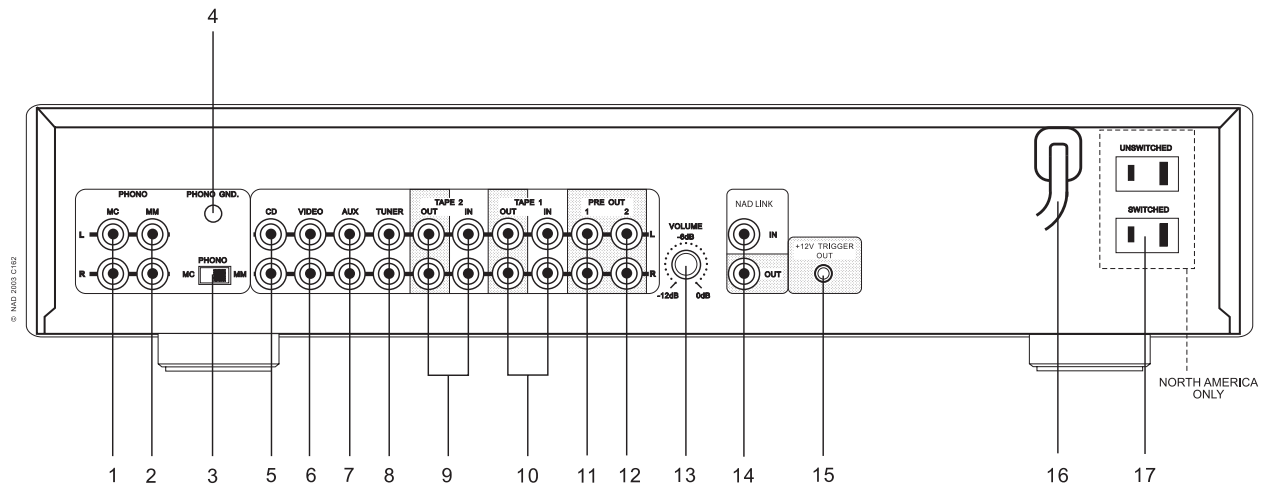 4
PHONO
PHONO GND.
MC
MM
L
R
PHONO
MC
MM
CD
VIDEO
AUX
TUNER
TAPE 2
OUT
IN
TAPE 1
OUT
IN
PRE OUT
1
2
L
R
VOLUME
-6dB
-12dB
0dB
NAD LINK
IN
OUT
+12V TRIGGER
OUT
UNSWITCHED
SWITCHED
NORTH AMERICA
ONLY
© NAD 2003 C162
1
2
3
5
6
7
8
9
10
11
12
13
14
15
16
17